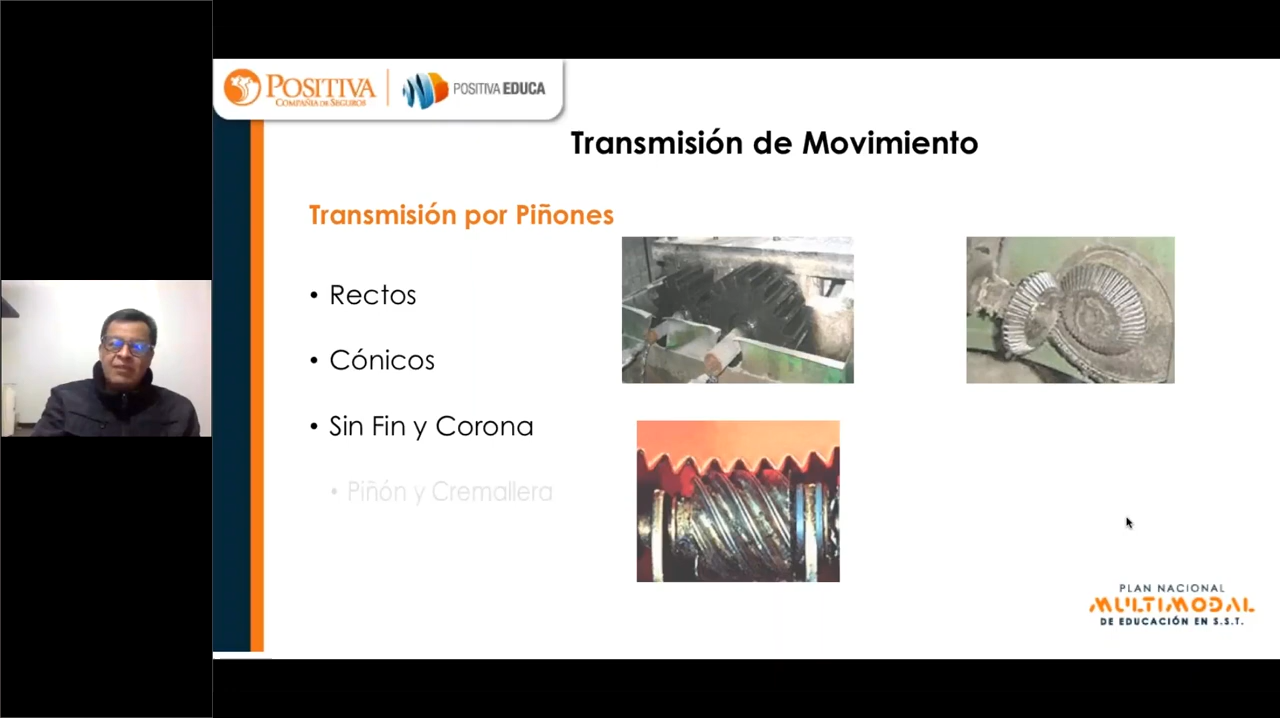 POSITIVA
COMPAÑÍA DE SEGUROS
POSITIVA EDUCA
Transmisión de Movimiento
Transmisión por Piñones
• Rectos
• Cónicos
• Sin Fin y Corona
• Piñón y Cremallera
PLAN NACIONAL
MULTIMODAL
DE EDUCACIÓN EN S.S.T.